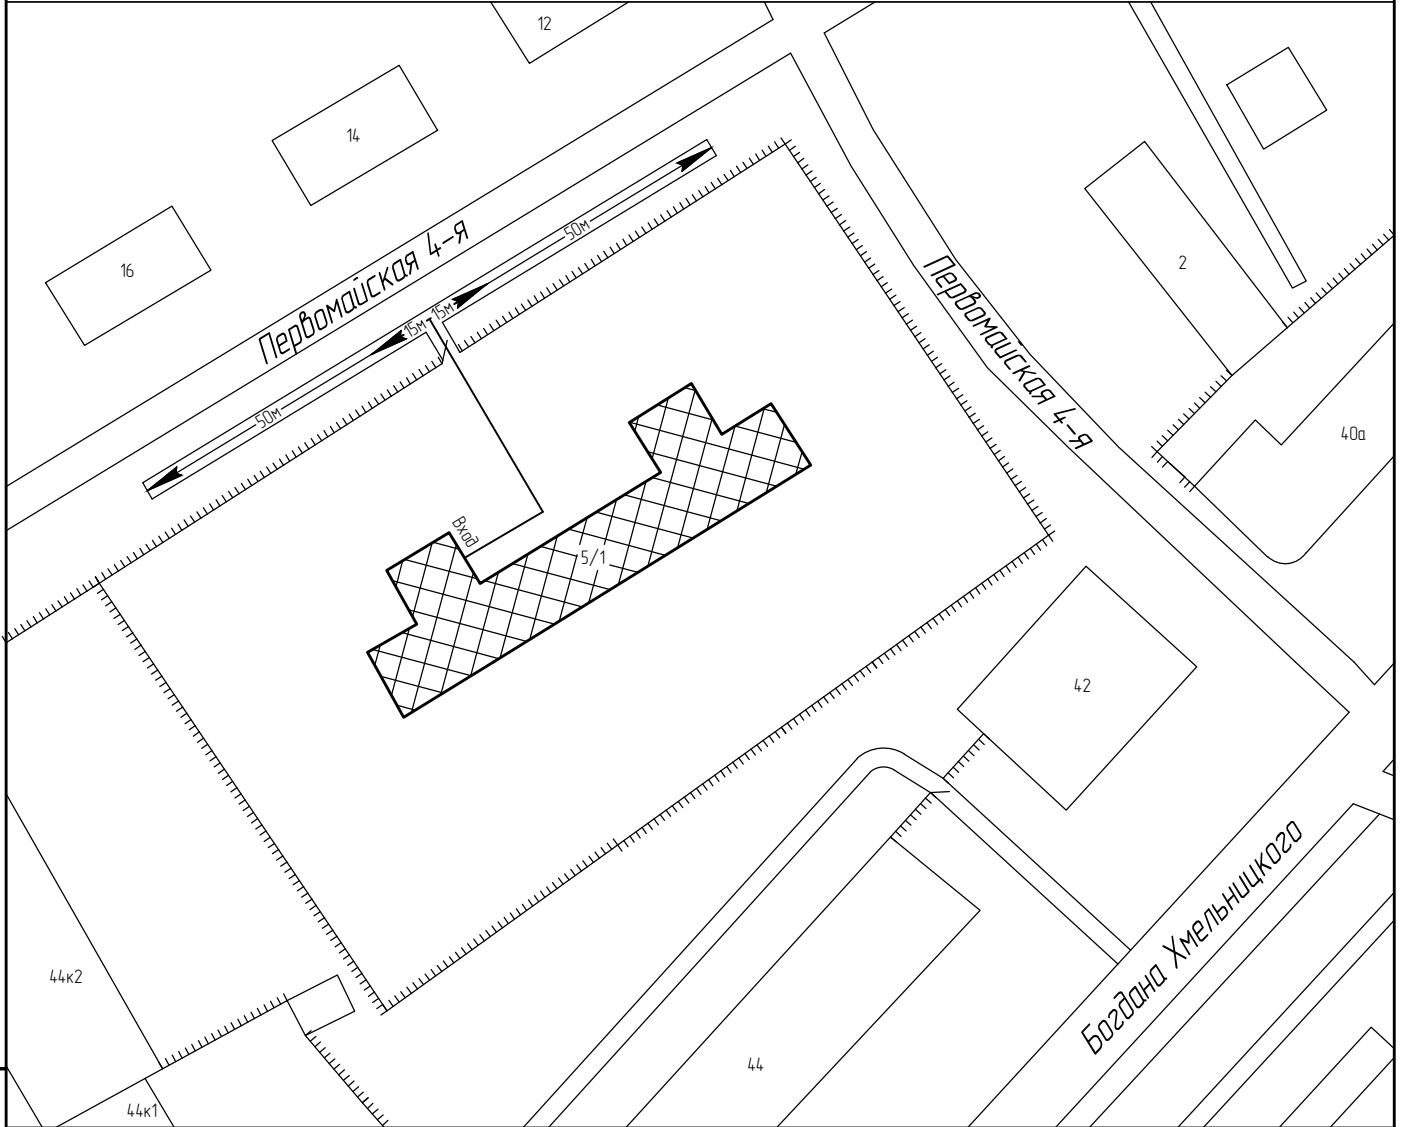 12
14
16
Первомайская 4-я
50м
15м
15м
50м
Первомайская 4-я
2
40а
Вход
5/1
42
Богдана Хмельницкого
44к2
44
44к1